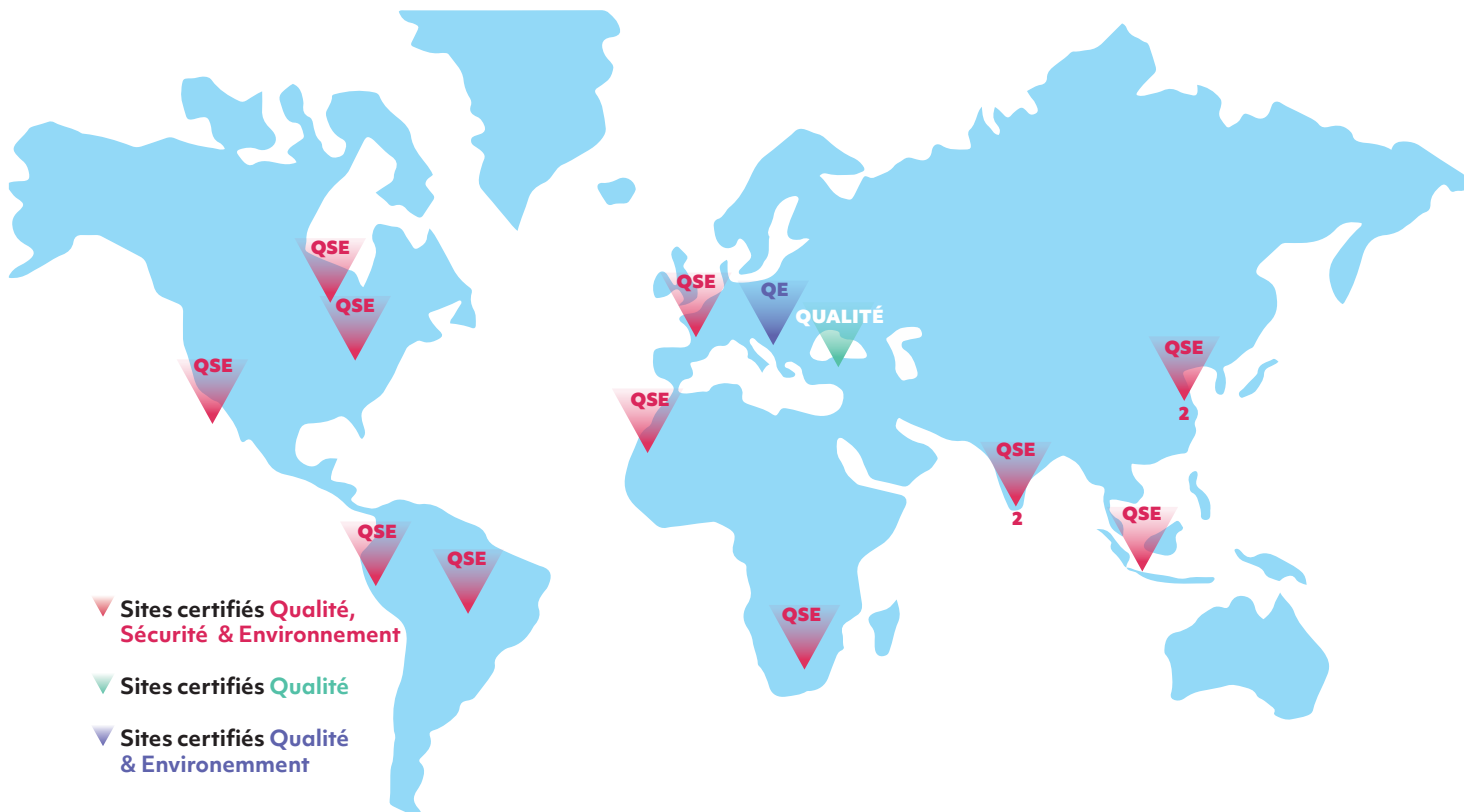 QSE
QSE
QE
QSE
QSE
QUALITÉ
QSE
2
QSE
QSE
QSE
2
QSE
QSE
QSE
QSE
Sites certifiés Qualité,
Sécurité & Environnement
Sites certifiés Qualité
Sites certifiés Qualité
& Environemment